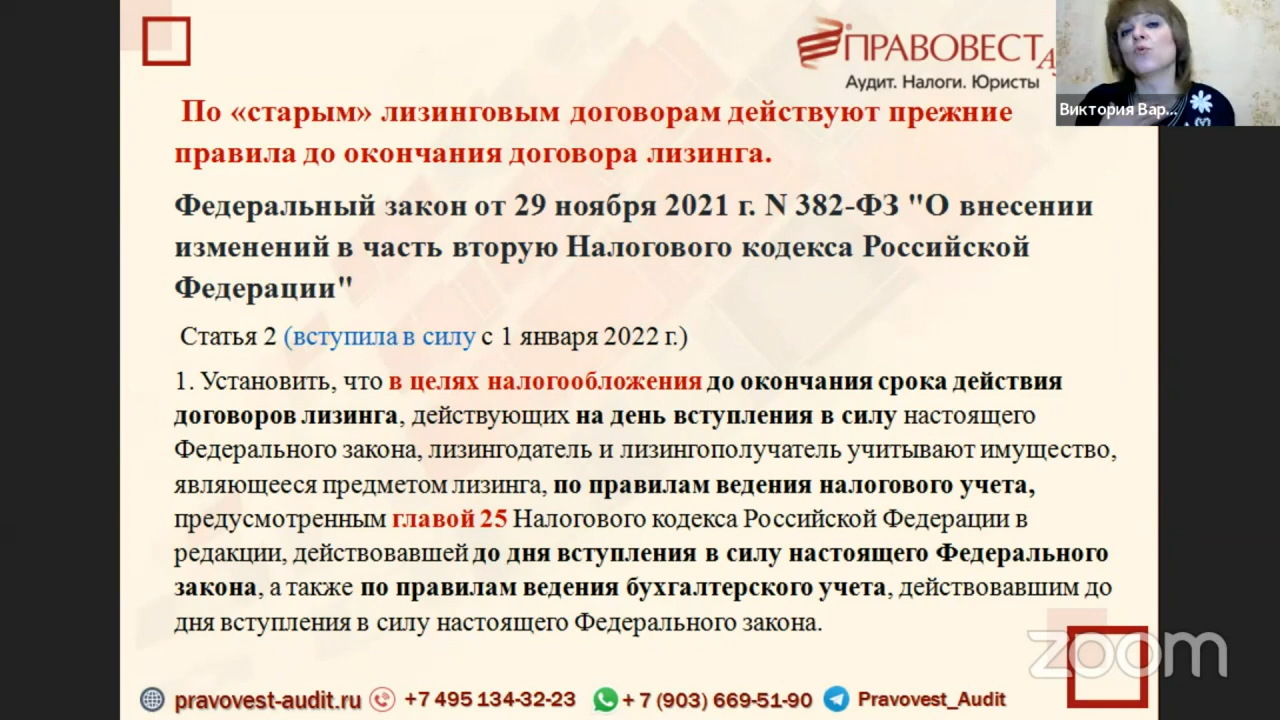 ПРАВОВЕСТ
Аудит. Налоги. Юристы
Виктория Вар...
По «старым» лизинговым договорам действуют прежние
правила до окончания договора лизинга.
Федеральный закон от 29 ноября 2021 г. N 382-ФЗ "О внесении
изменений в часть вторую Налогового кодекса Российской
Федерации"
Статья 2 (вступила в силу с 1 января 2022 г.)
1. Установить, что в целях налогообложения до окончания срока действия
договоров лизинга, действующих на день вступления в силу настоящего
Федерального закона, лизингодатель и лизингополучатель учитывают имущество,
являющееся предметом лизинга, по правилам ведения налогового учета,
предусмотренным главой 25 Налогового кодекса Российской Федерации в
редакции, действовавшей до дня вступления в силу настоящего Федерального
закона, а также по правилам ведения бухгалтерского учета, действовавшим до
дня вступления в силу настоящего Федерального закона.
zoom
pravovest-audit.ru +7 495 134-32-23 + 7 (903) 669-51-90 Pravovest_Audit